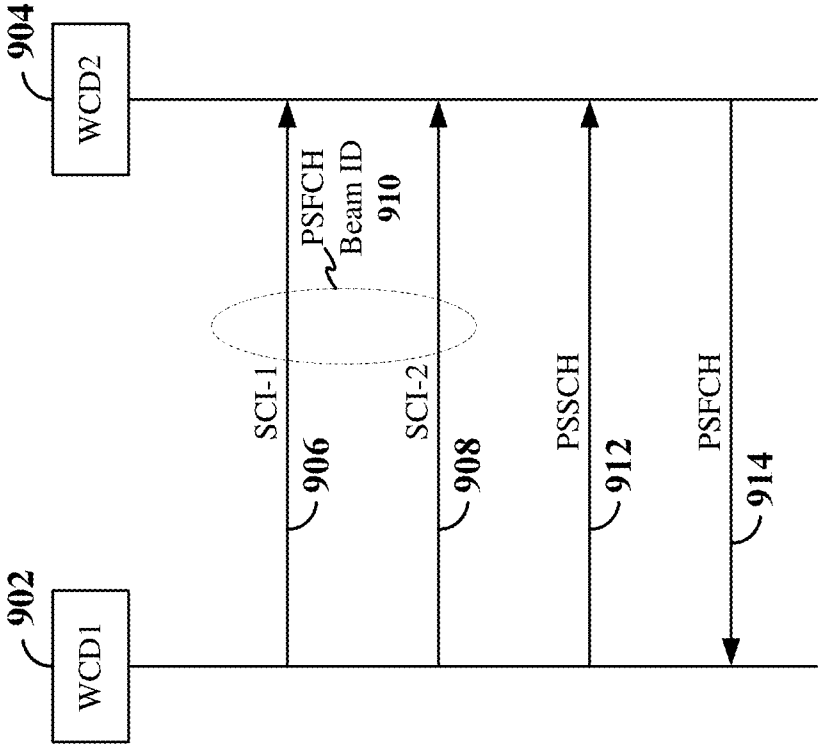 902
WCD1
904
WCD2
SCI-1
906
PSFCH
Beam ID
910
SCI-2
908
PSSCH
912
PSFCH
914